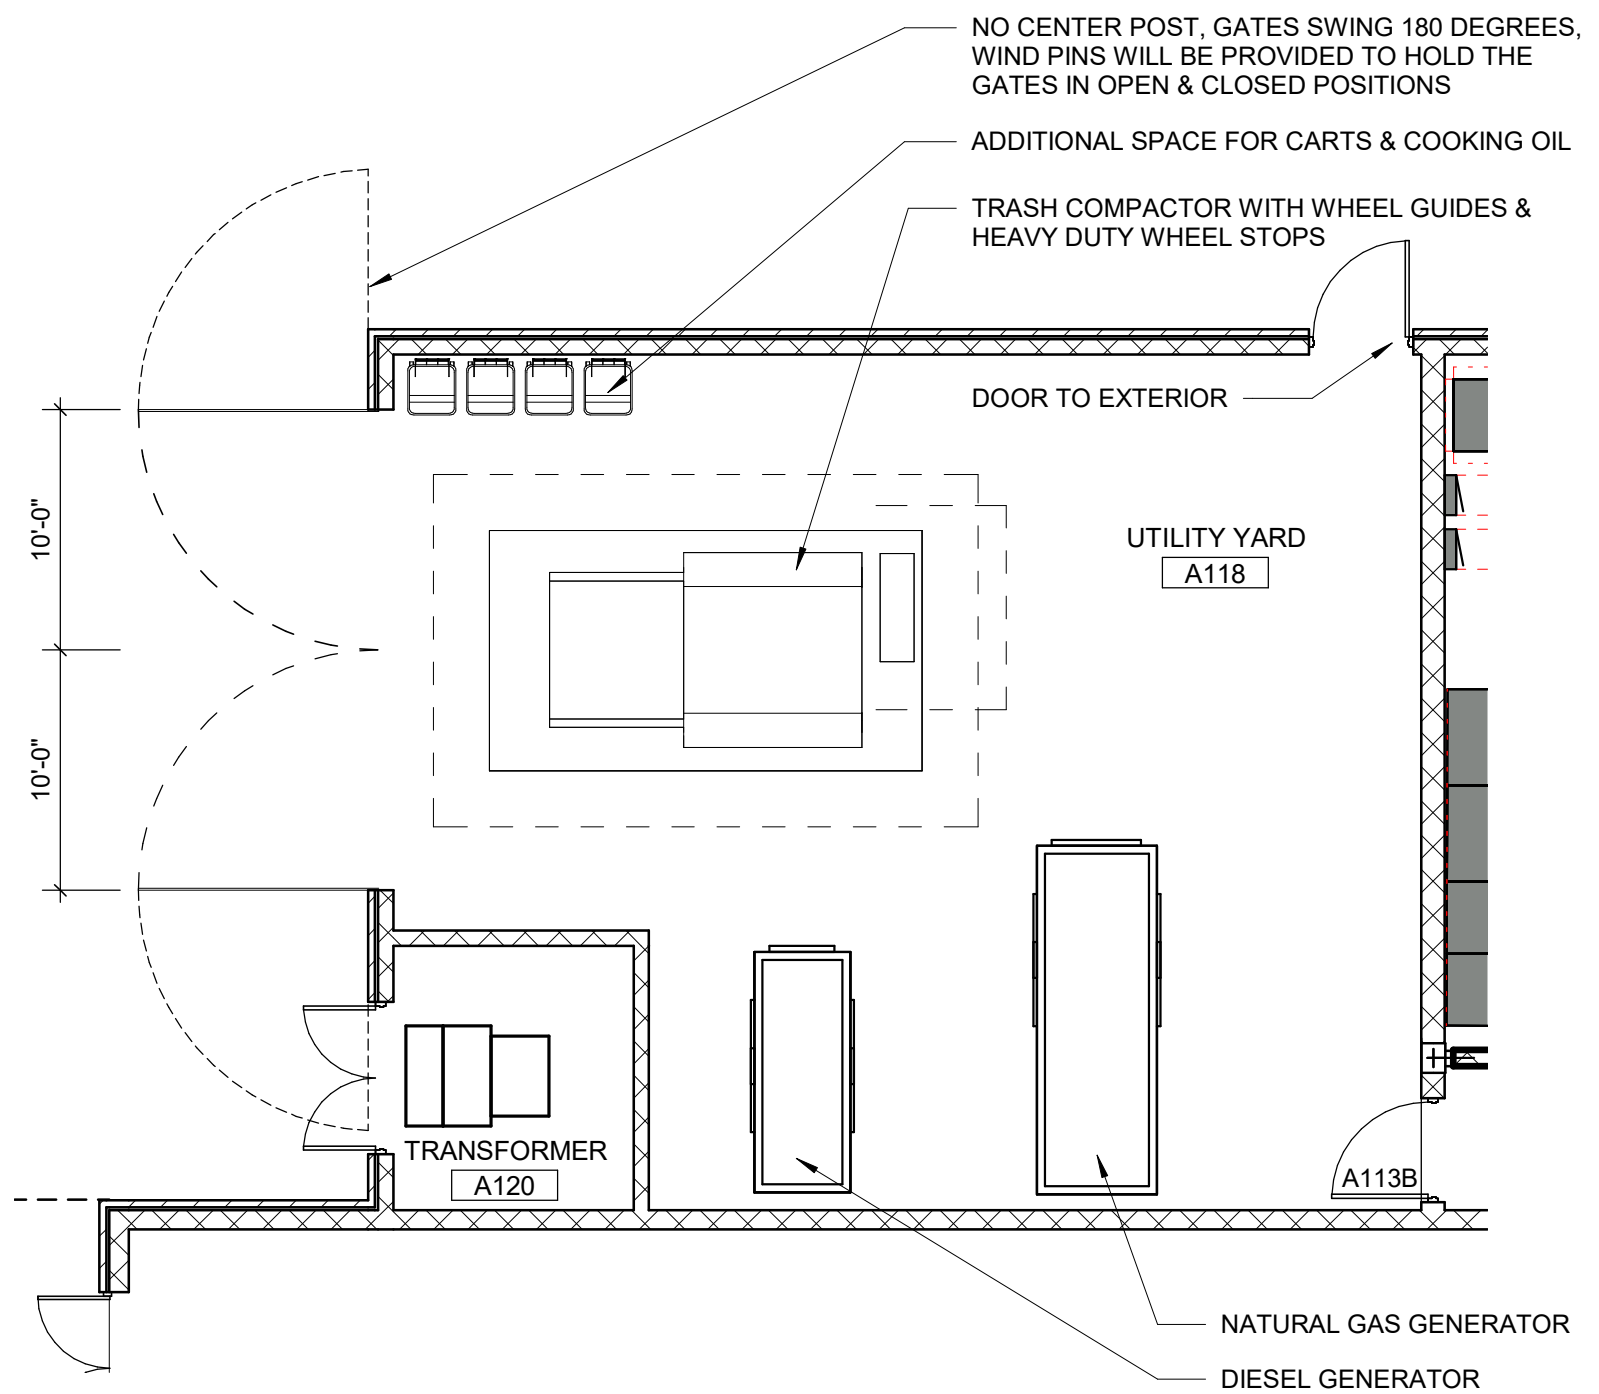 NO CENTER POST, GATES SWING 180 DEGREES,
WIND PINS WILL BE PROVIDED TO HOLD THE
GATES IN OPEN & CLOSED POSITIONS
ADDITIONAL SPACE FOR CARTS & COOKING OIL
TRASH COMPACTOR WITH WHEEL GUIDES &
HEAVY DUTY WHEEL STOPS
DOOR TO EXTERIOR
10'-0"
UTILITY YARD
A118
10'-0"
TRANSFORMER
A120
A113B
NATURAL GAS GENERATOR
DIESEL GENERATOR